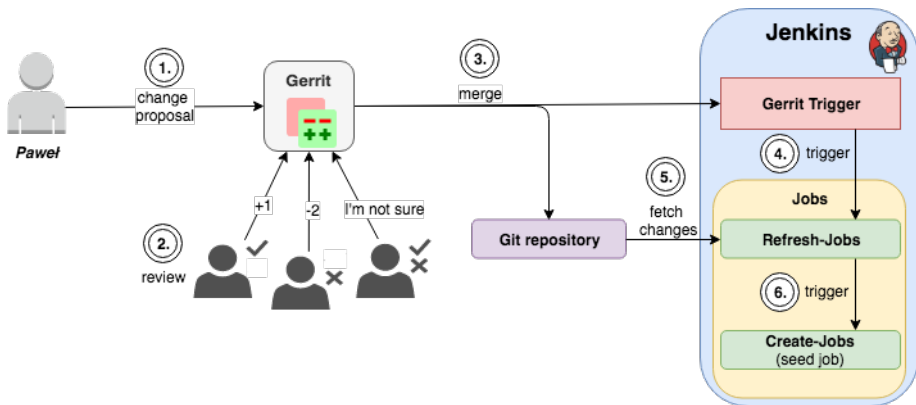 Jenkins
1.
change
proposal
Paweł
Gerrit
3.
merge
Gerrit Trigger
4.
trigger
2.
review
+1
-2
I'm not sure
Git repository
5.
fetch
changes
Jobs
Refresh-Jobs
6.
trigger
Create-Jobs
(seed job)